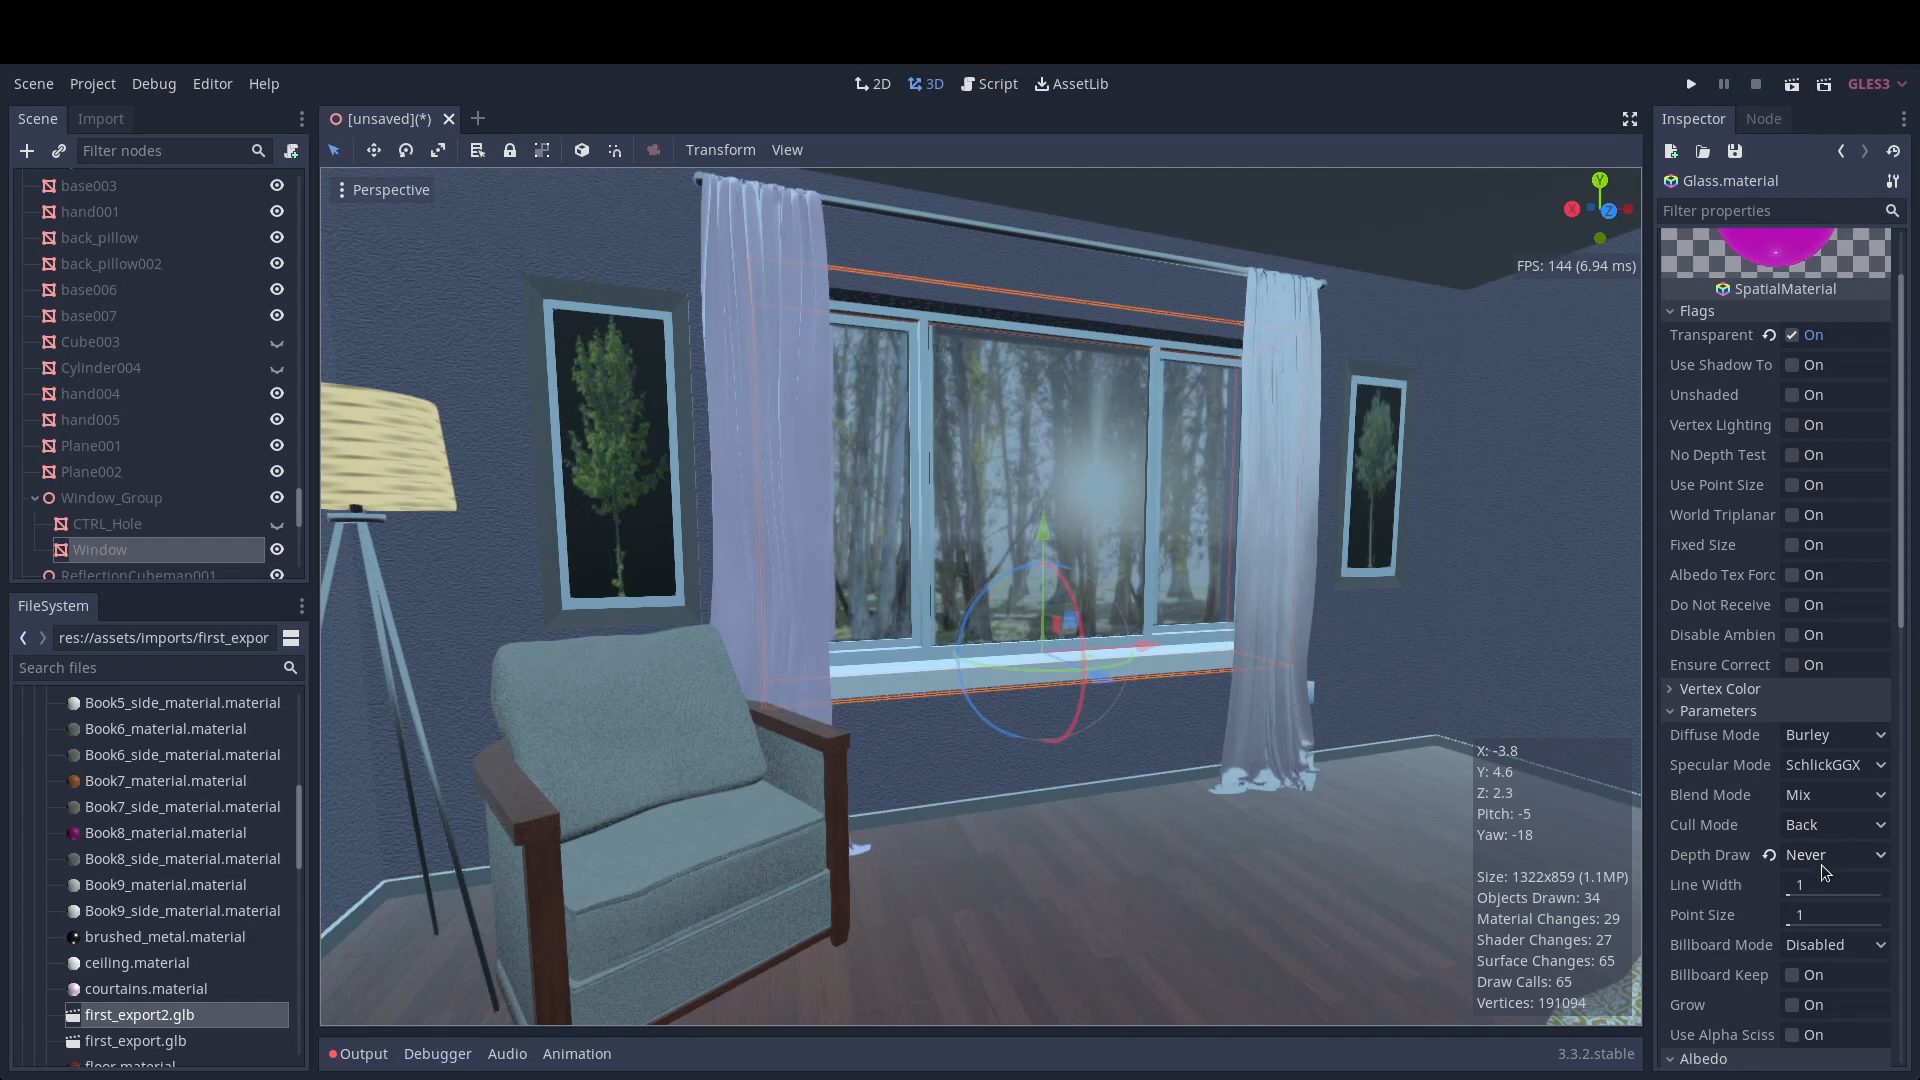 Scene Project Debug Editor Help
2D 3D Script AssetLib
GLES3
Scene Import
Filter nodes
base003
hand001
back_pillow
back_pillow002
base006
base007
Cube003
Cylinder004
hand004
hand005
Plane001
Plane002
Window_Group
CTRL_Hole
Window
ReflectionCubemap001
FileSystem
res://assets/imports/first_expor
Search files
Book5_side_material.material
Book6_material.material
Book6_side_material.material
Book7_material.material
Book7_side_material.material
Book8_material.material
Book8_side_material.material
Book9_material.material
Book9_side_material.material
brushed_metal.material
ceiling.material
courtains.material
first_export2.glb
first_export.glb
floor.material
[unsaved](*)
Transform View
Perspective
Y
X
Z
FPS: 144 (6.94 ms)
X: -3.8
Y: 4.6
Z: 2.3
Pitch: -5
Yaw: -18
Size: 1322x859 (1.1MP)
Objects Drawn: 34
Material Changes: 29
Shader Changes: 27
Surface Changes: 65
Draw Calls: 65
Vertices: 191094
Output Debugger Audio Animation
3.3.2.stable
Inspector Node
Glass.material
Filter properties
SpatialMaterial
Flags
Transparent On
Use Shadow To On
Unshaded On
Vertex Lighting On
No Depth Test On
Use Point Size On
World Triplanar On
Fixed Size On
Albedo Tex Forc On
Do Not Receive On
Disable Ambien On
Ensure Correct On
Vertex Color
Parameters
Diffuse Mode Burley
Specular Mode SchlickGGX
Blend Mode Mix
Cull Mode Back
Depth Draw Never
Line Width 1
Point Size 1
Billboard Mode Disabled
Billboard Keep On
Grow On
Use Alpha Sciss On
Albedo